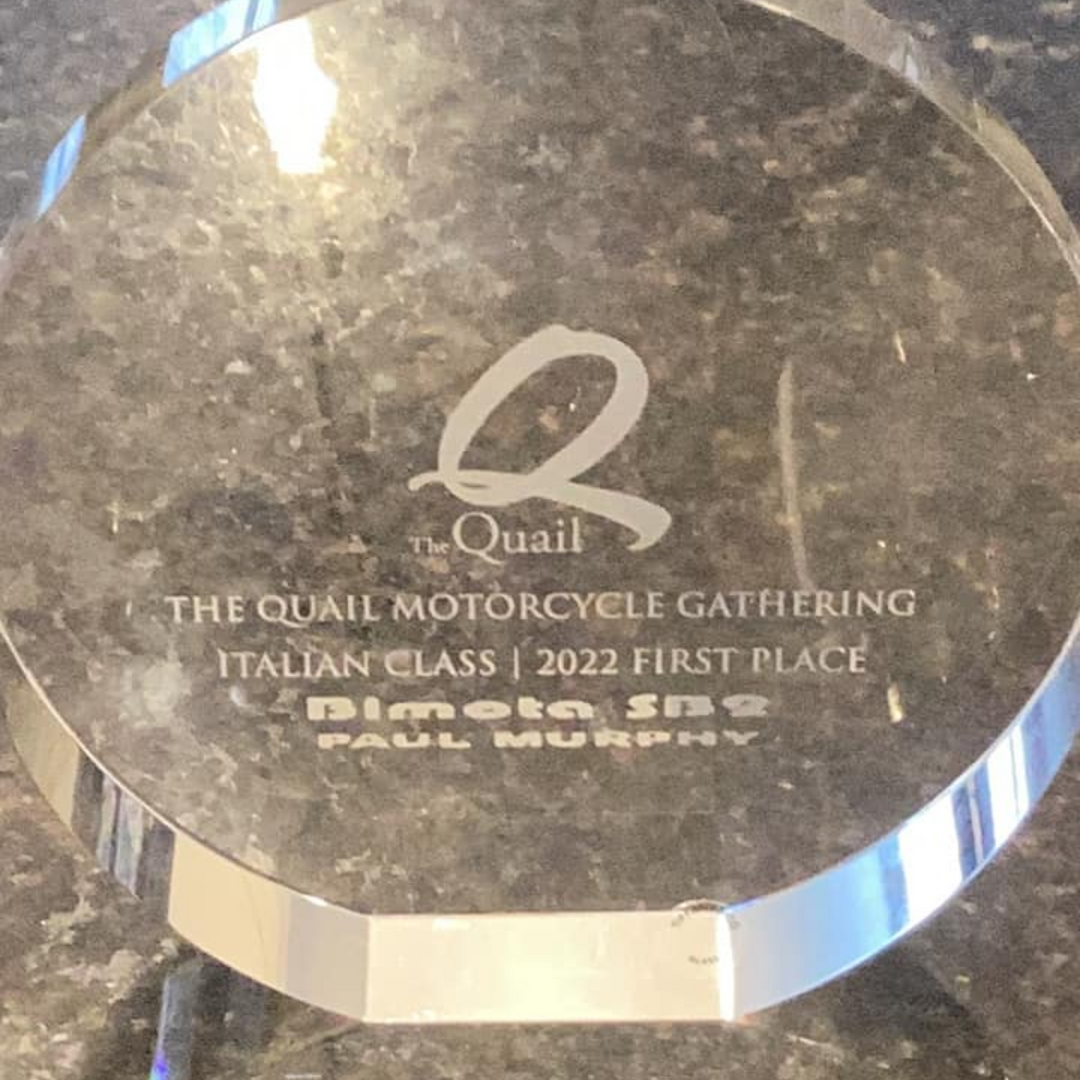 Q
The Quail
THE QUAIL MOTORCYCLE GATHERING
ITALIAN CLASS | 2022 FIRST PLACE
Bimota SB2
PAUL MURPHY